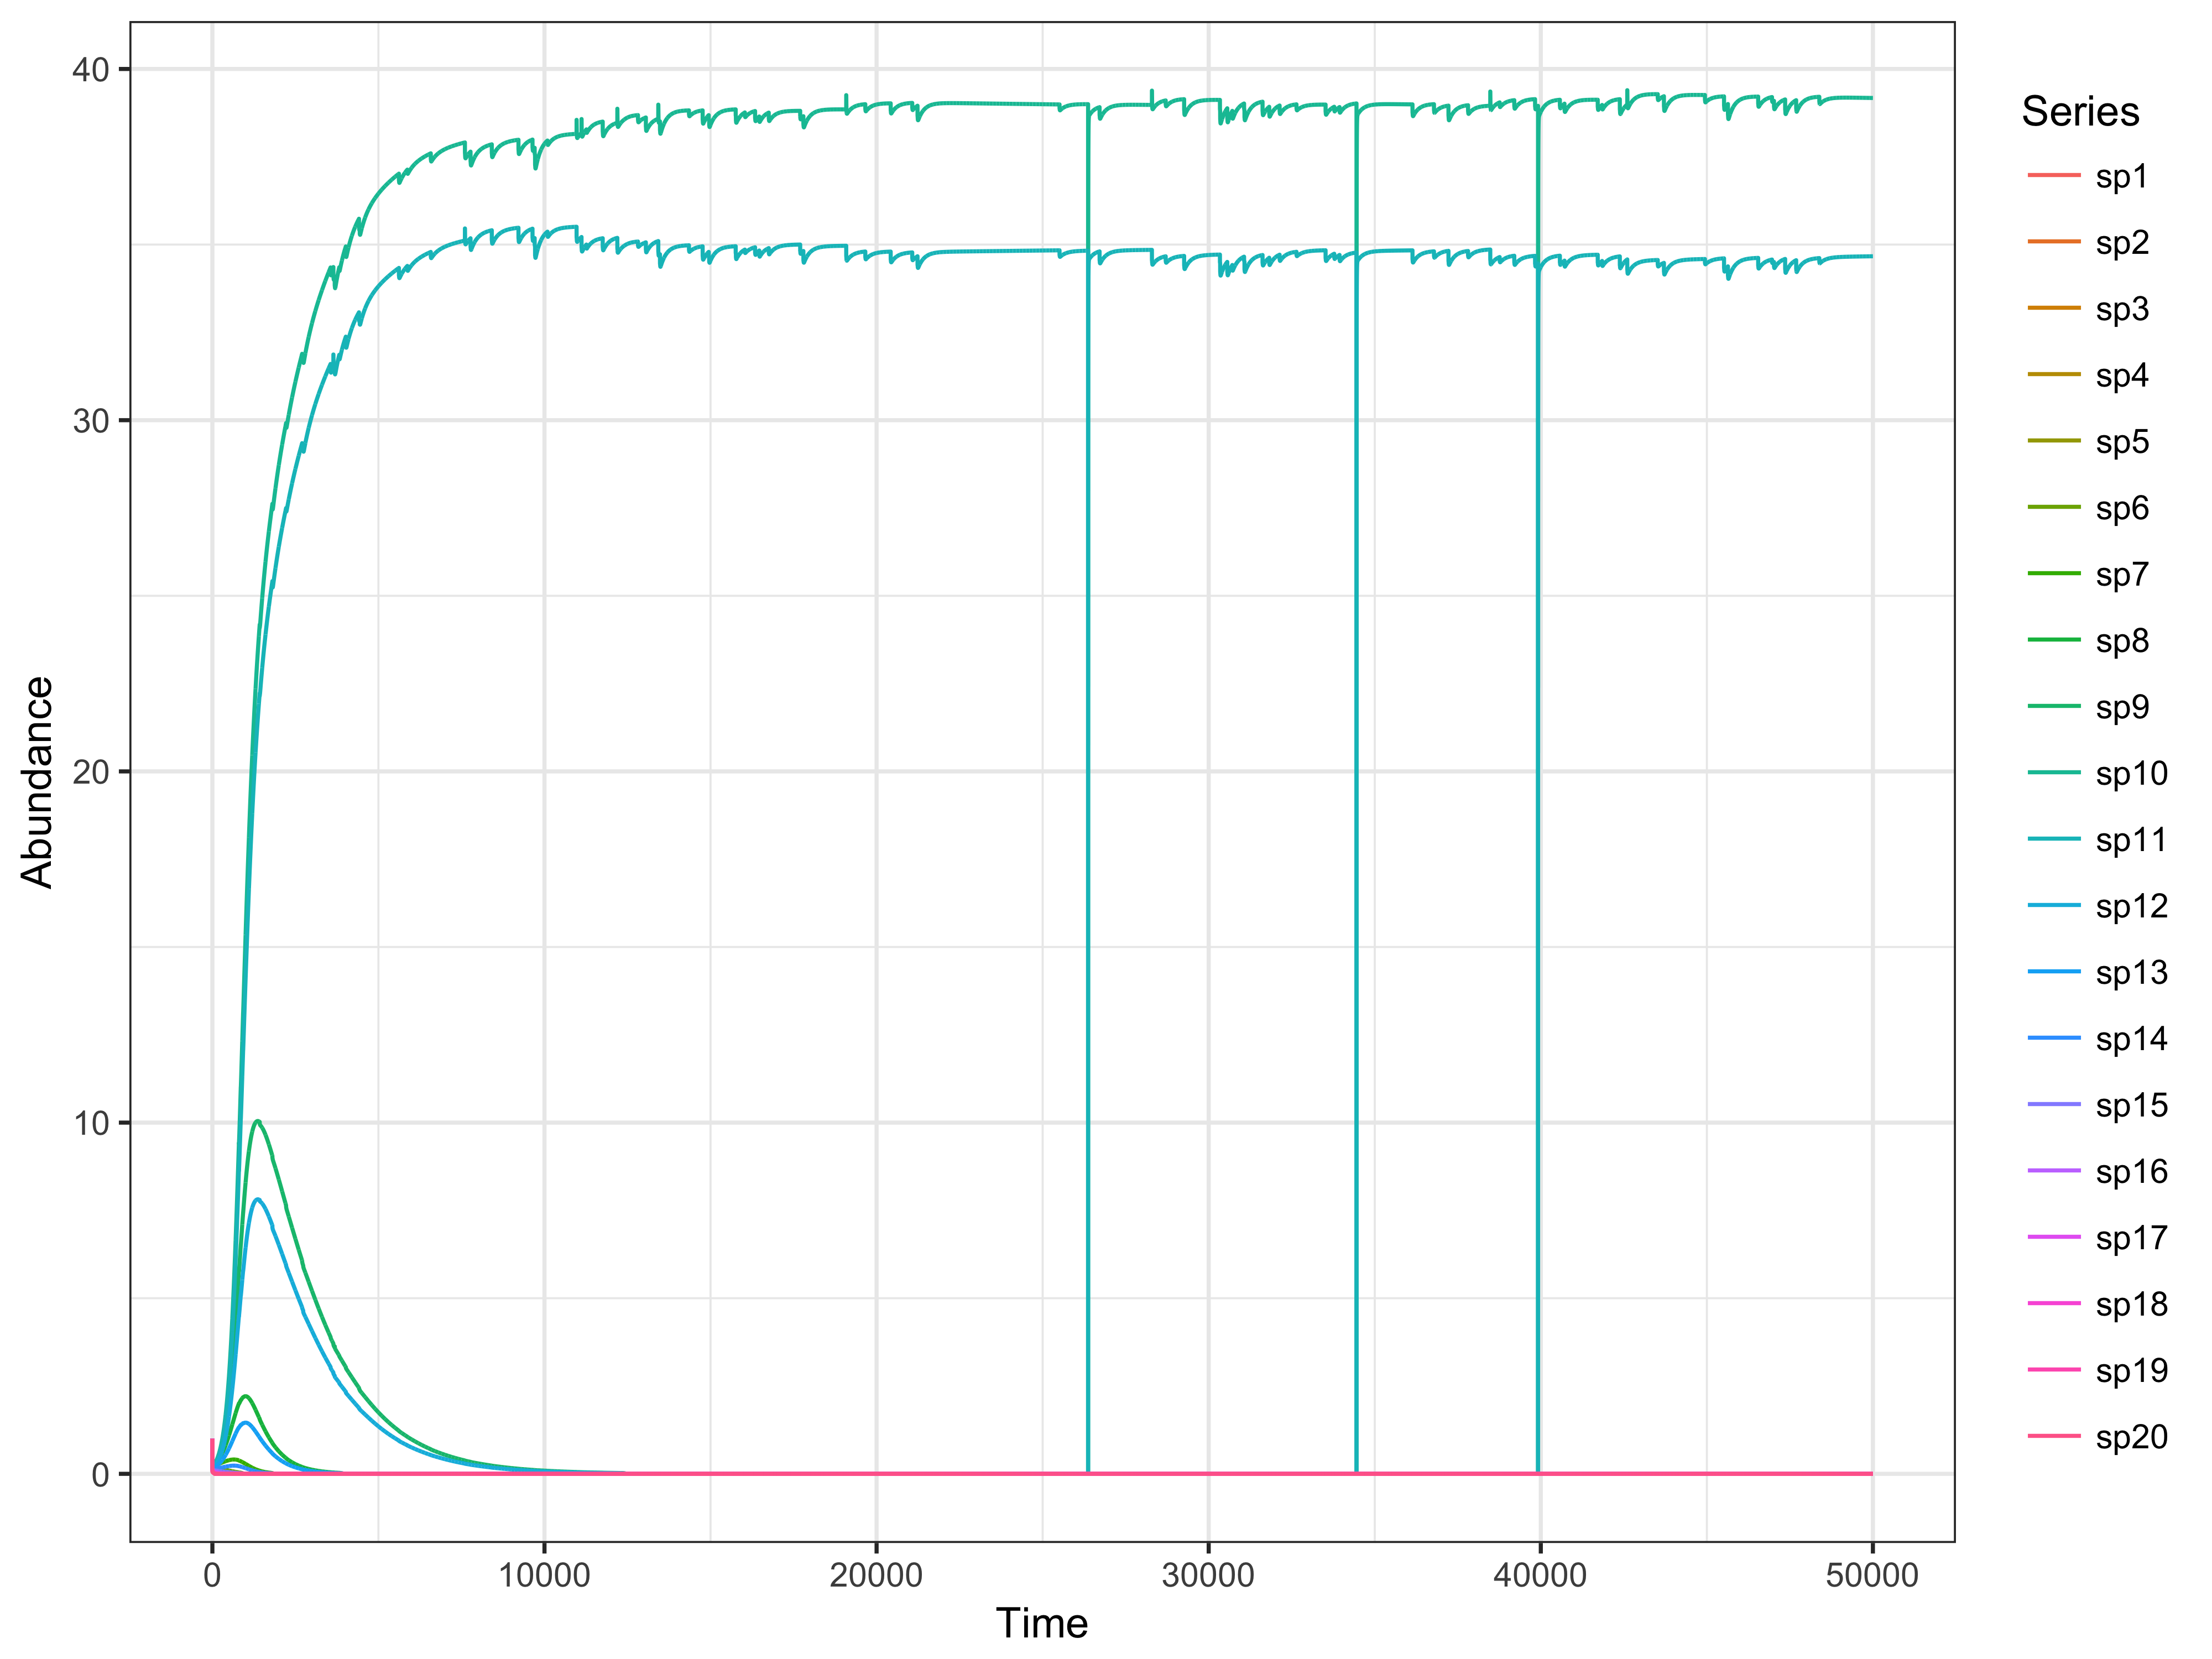 40
30
20
10
0
Abundance
0 10000 20000 30000 40000 50000
Time
Series
sp1
sp2
sp3
sp4
sp5
sp6
sp7
sp8
sp9
sp10
sp11
sp12
sp13
sp14
sp15
sp16
sp17
sp18
sp19
sp20